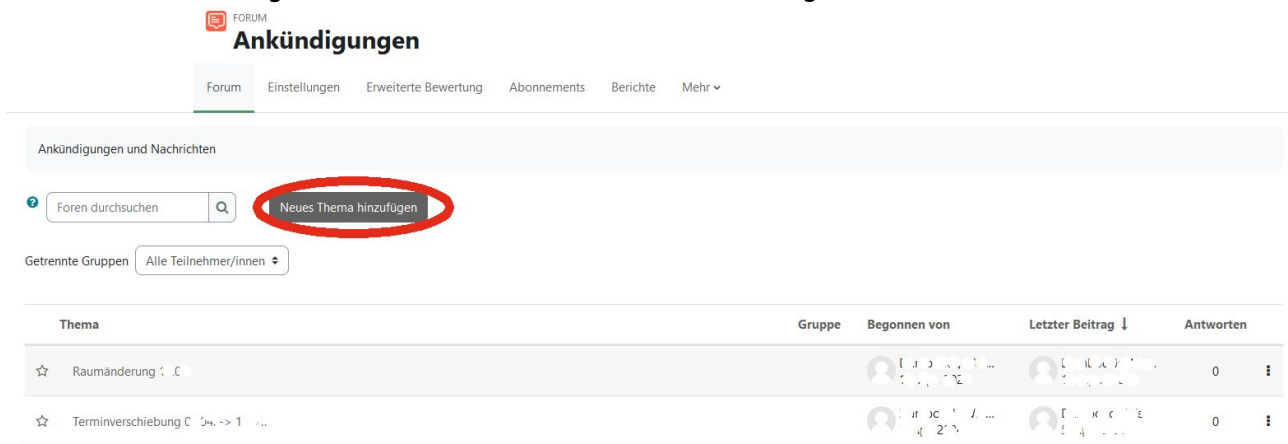 FORUM
Ankündigungen
Forum Einstellungen Erweiterte Bewertung Abonnements Berichte Mehr
Ankündigungen und Nachrichten
Foren durchsuchen Neues Thema hinzufügen
Getrennte Gruppen Alle Teilnehmer/innen
Thema Gruppe Begonnen von Letzter Beitrag Antworten
Raumänderung 0
Terminverschiebung 0